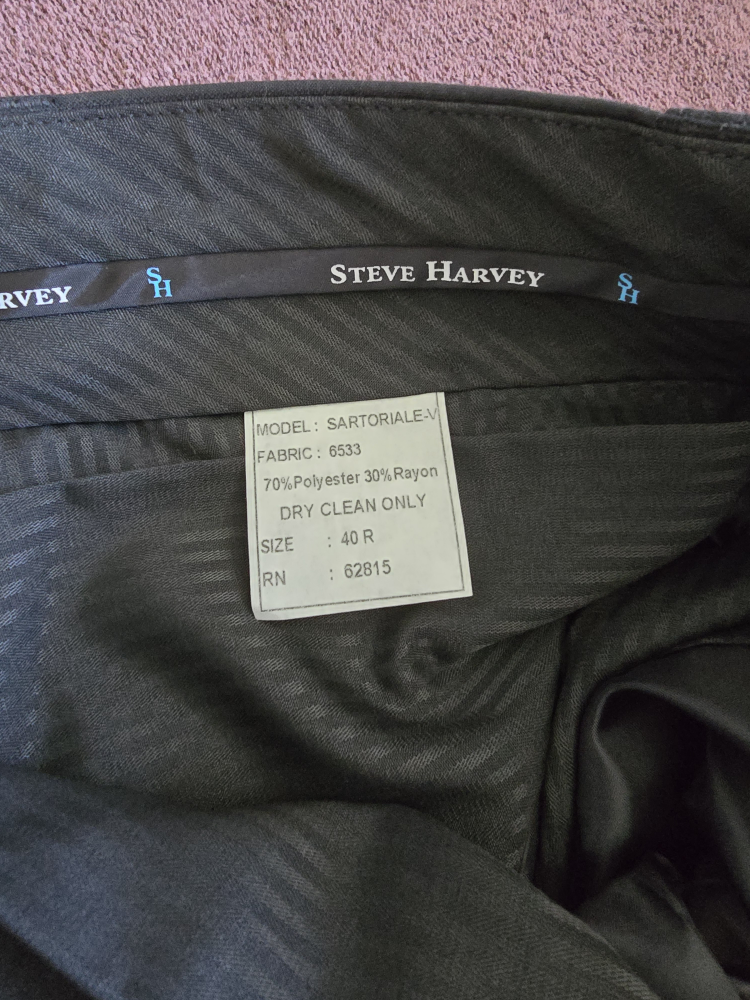 RVEY SH STEVE HARVEY SH
MODEL : SARTORIALE-V
FABRIC : 6533
70%Polyester 30%Rayon
DRY CLEAN ONLY
SIZE : 40 R
RN : 62815